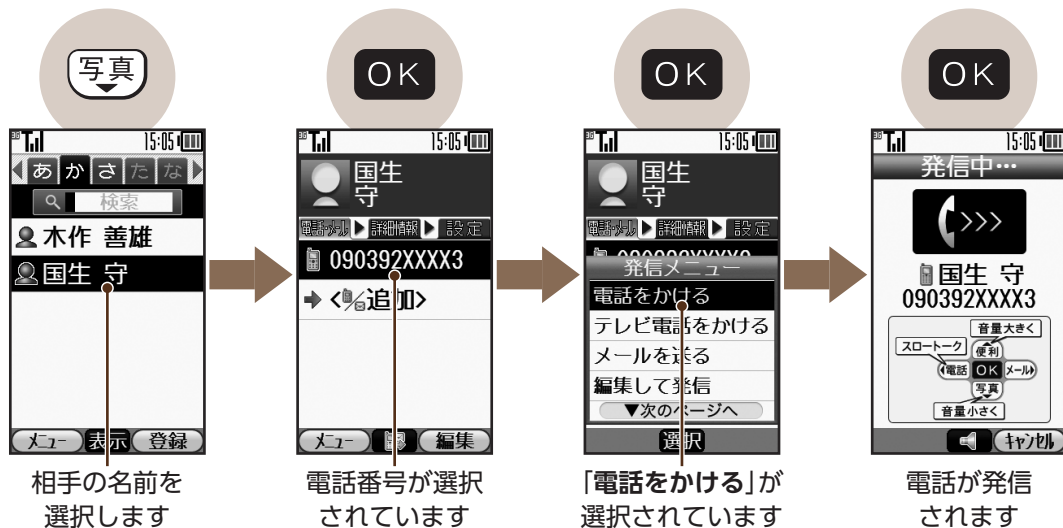 写真
OK
OK
OK
3G 15:05
あ か さ た な
検索
木作 善雄
国生 守
メニュー 表示 登録
相手の名前を
選択します
3G 15:05
国生
守
電話・メール ▶ 詳細情報 ▶ 設定
090392XXXX3
<追加>
メニュー 編集
電話番号が選択
されています
3G 15:05
国生
守
電話・メール ▶ 詳細情報 ▶ 設定
発信メニュー
電話をかける
テレビ電話をかける
メールを送る
編集して発信
▼次のページへ
選択
「電話をかける」が
選択されています
3G 15:05
発信中…
国生 守
090392XXXX3
音量大きく
スロートーク
便利
電話 OK メール
写真
音量小さく
キャンセル
電話が発信
されます